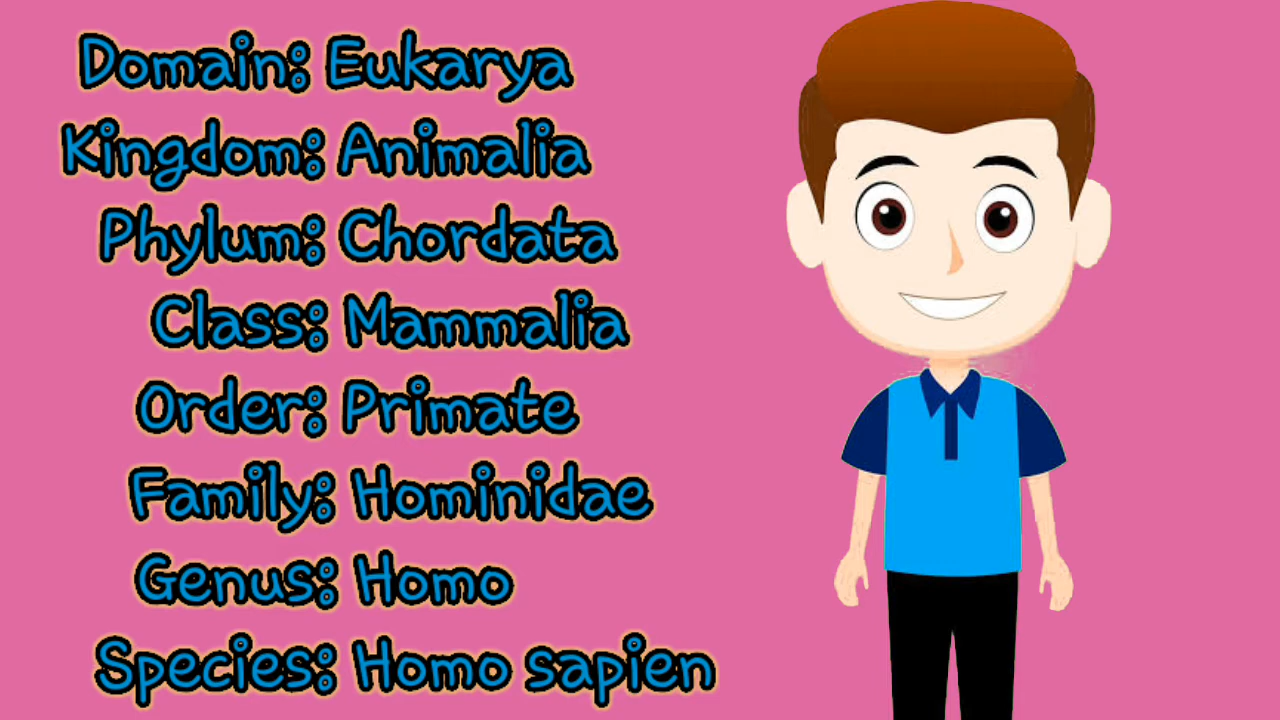 Domain: Eukarya
Kingdom: Animalia
Phylum: Chordata
Class: Mammalia
Order: Primate
Family: Hominidae
Genus: Homo
Species: Homo sapien